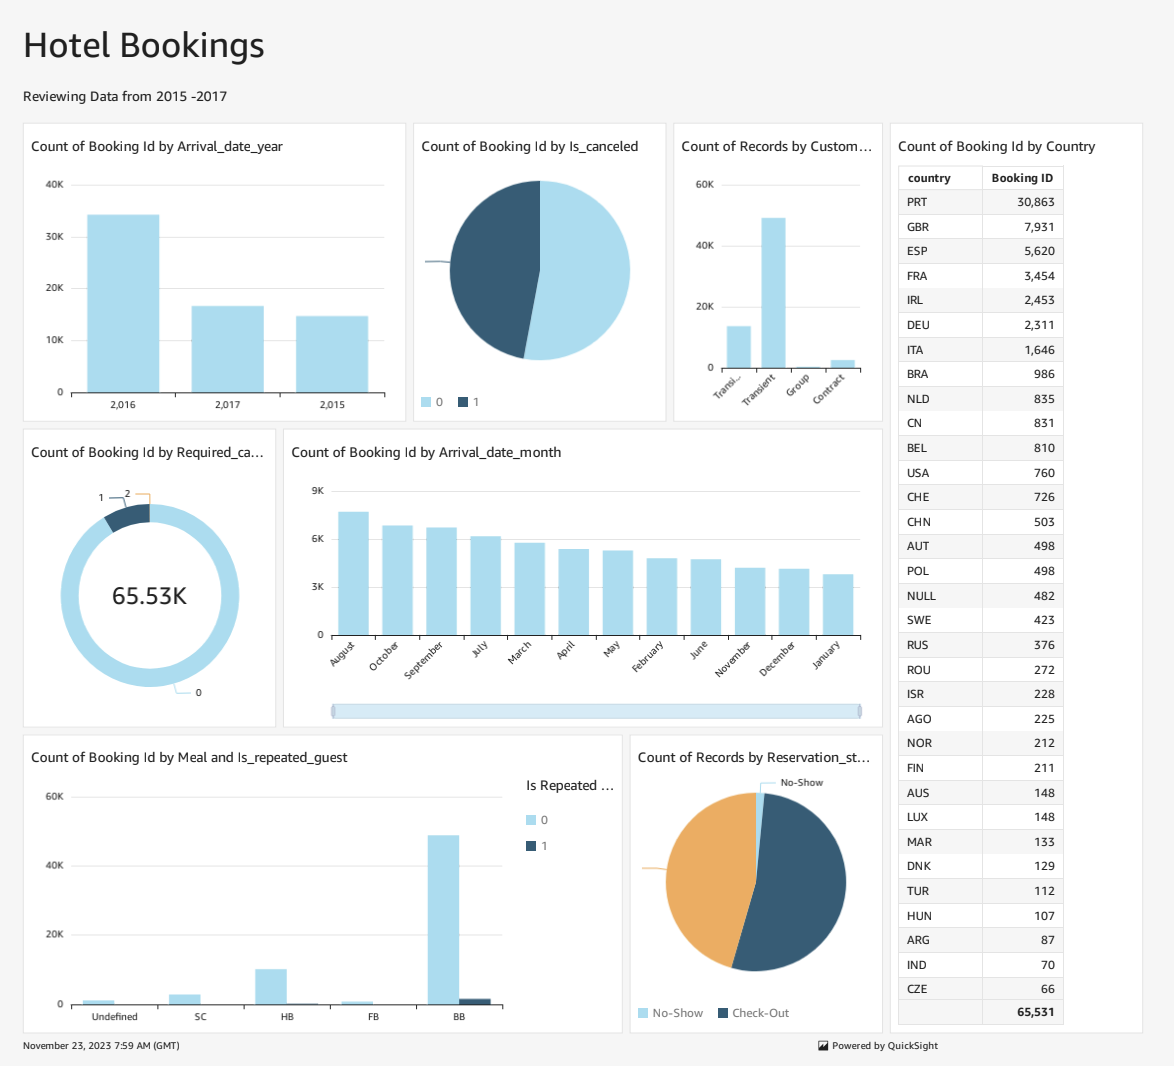 Hotel Bookings
Reviewing Data from 2015 -2017
Count of Booking Id by Arrival_date_year
40K
30K
20K
10K
0
2,016 2,017 2,015
Count of Booking Id by Is_canceled
0 1
Count of Records by Custom...
60K
40K
20K
0
Transi... Transient Group Contract
Count of Booking Id by Required_ca...
1 2
65.53K
0
Count of Booking Id by Arrival_date_month
9K
6K
3K
0
August October September July March April May February June November December January
Count of Booking Id by Meal and Is_repeated_guest
60K
40K
20K
0
Undefined SC HB FB BB
Is Repeated ...
0
1
Count of Records by Reservation_st...
No-Show
No-Show Check-Out
Count of Booking Id by Country
country Booking ID
PRT 30,863
GBR 7,931
ESP 5,620
FRA 3,454
IRL 2,453
DEU 2,311
ITA 1,646
BRA 986
NLD 835
CN 831
BEL 810
USA 760
CHE 726
CHN 503
AUT 498
POL 498
NULL 482
SWE 423
RUS 376
ROU 272
ISR 228
AGO 225
NOR 212
FIN 211
AUS 148
LUX 148
MAR 133
DNK 129
TUR 112
HUN 107
ARG 87
IND 70
CZE 66
65,531
November 23, 2023 7:59 AM (GMT)
Powered by QuickSight